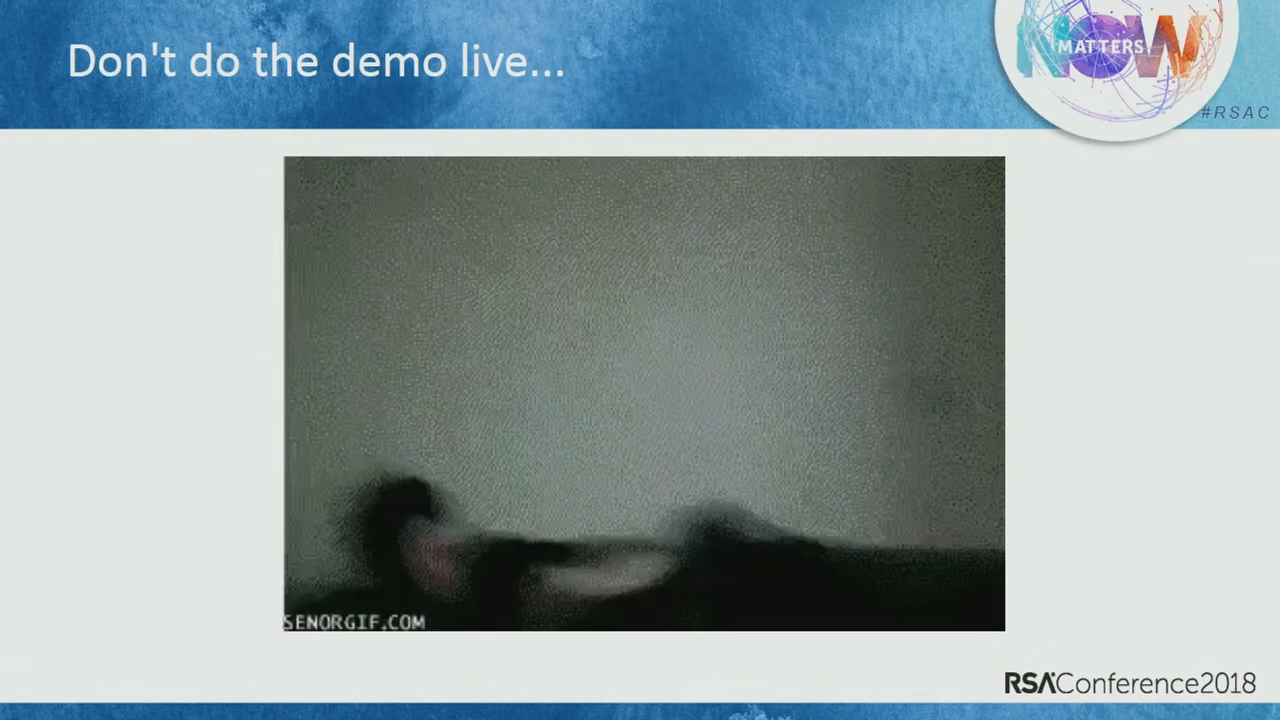 Don't do the demo live...
NOW
MATTERS
#RSAC
SENORGIF.COM
RSAConference2018